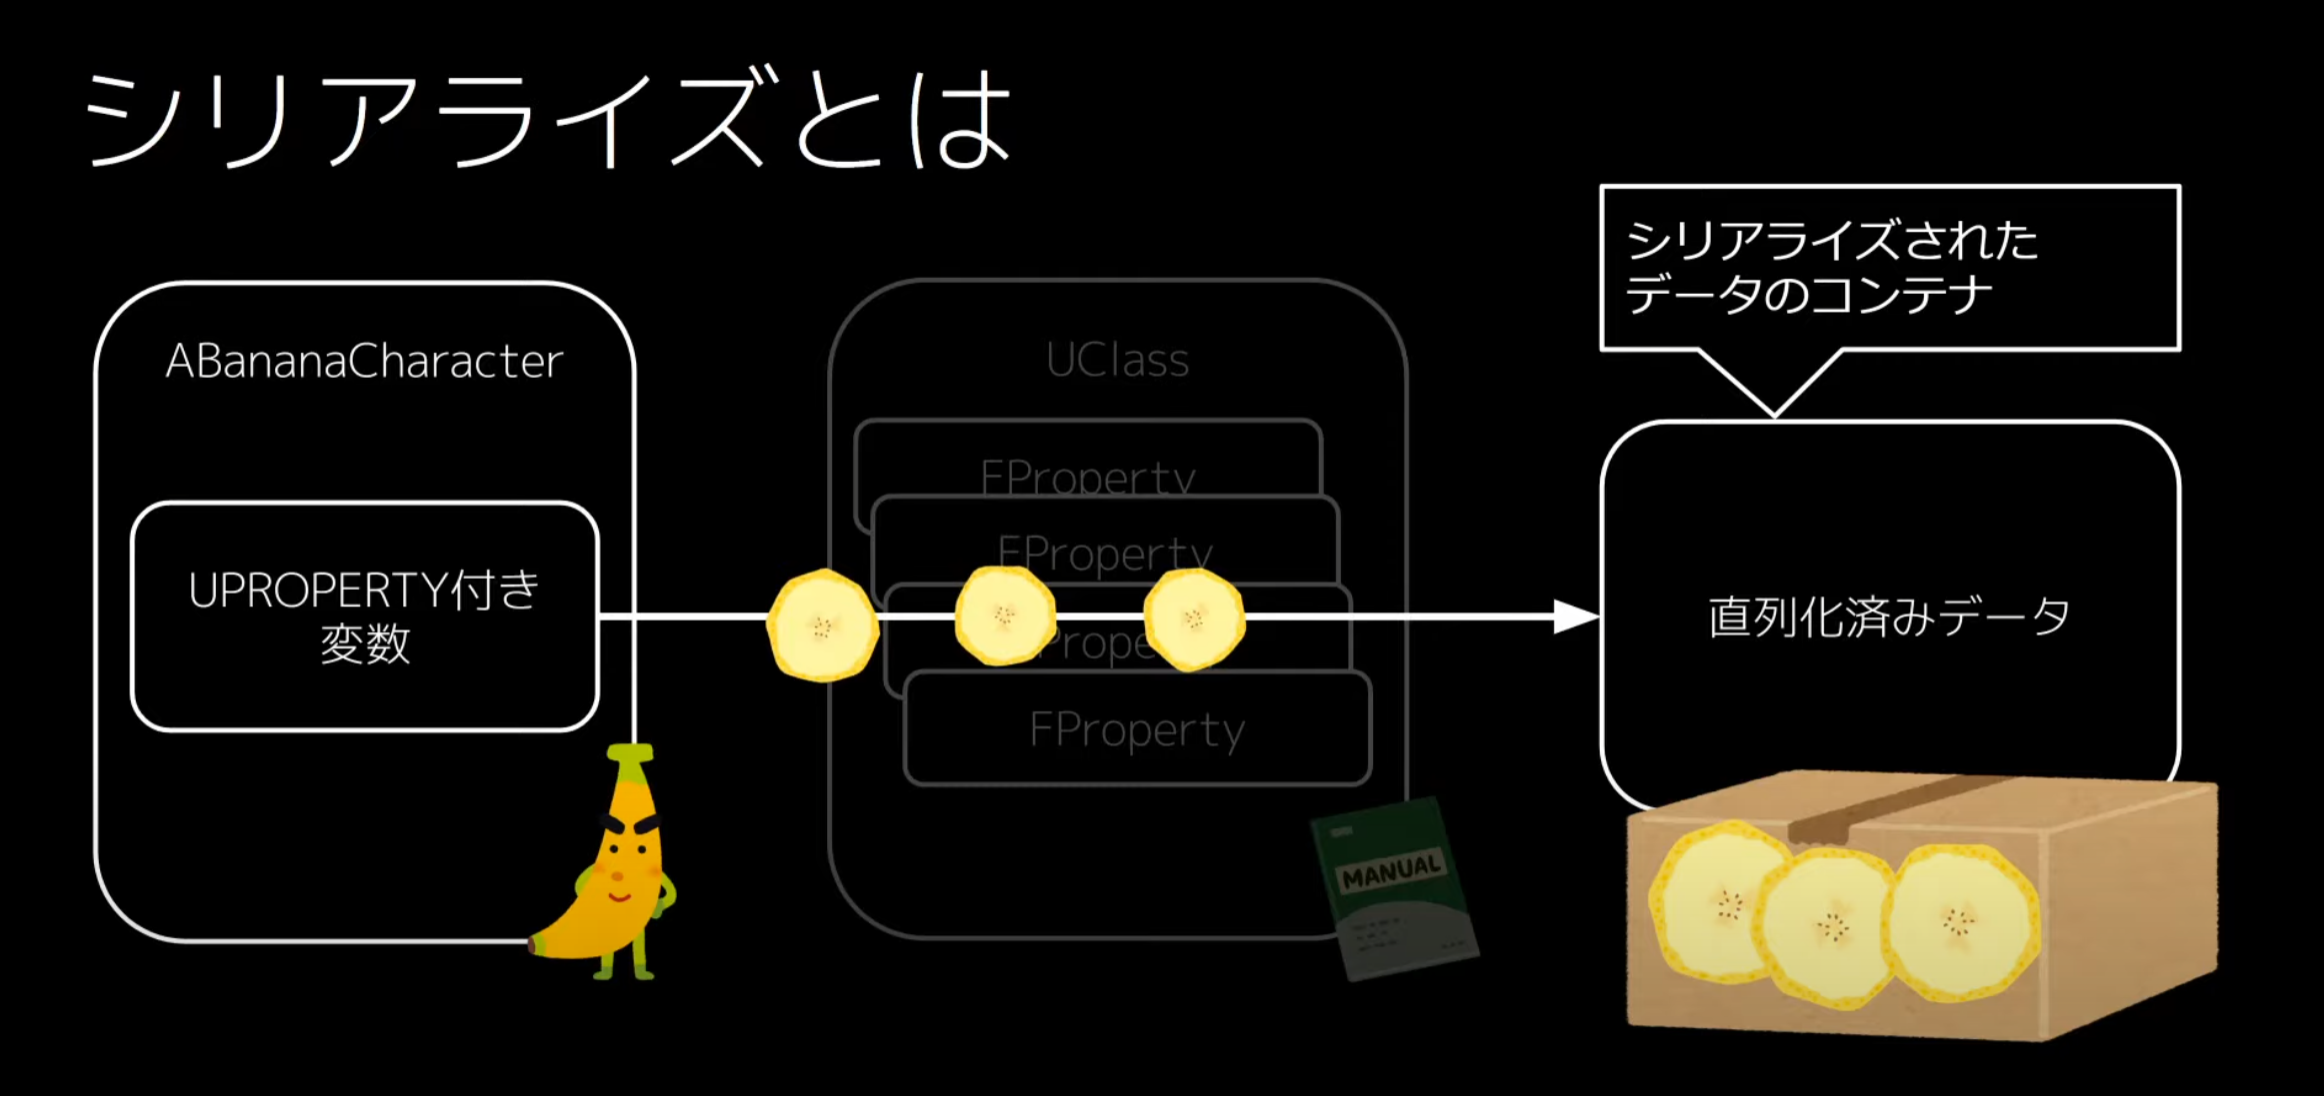 シリアライズとは
シリアライズされた
データのコンテナ
ABananaCharacter
UPROPERTY付き
変数
UClass
FProperty
FProperty
Prope
FProperty
MANUAL
直列化済みデータ